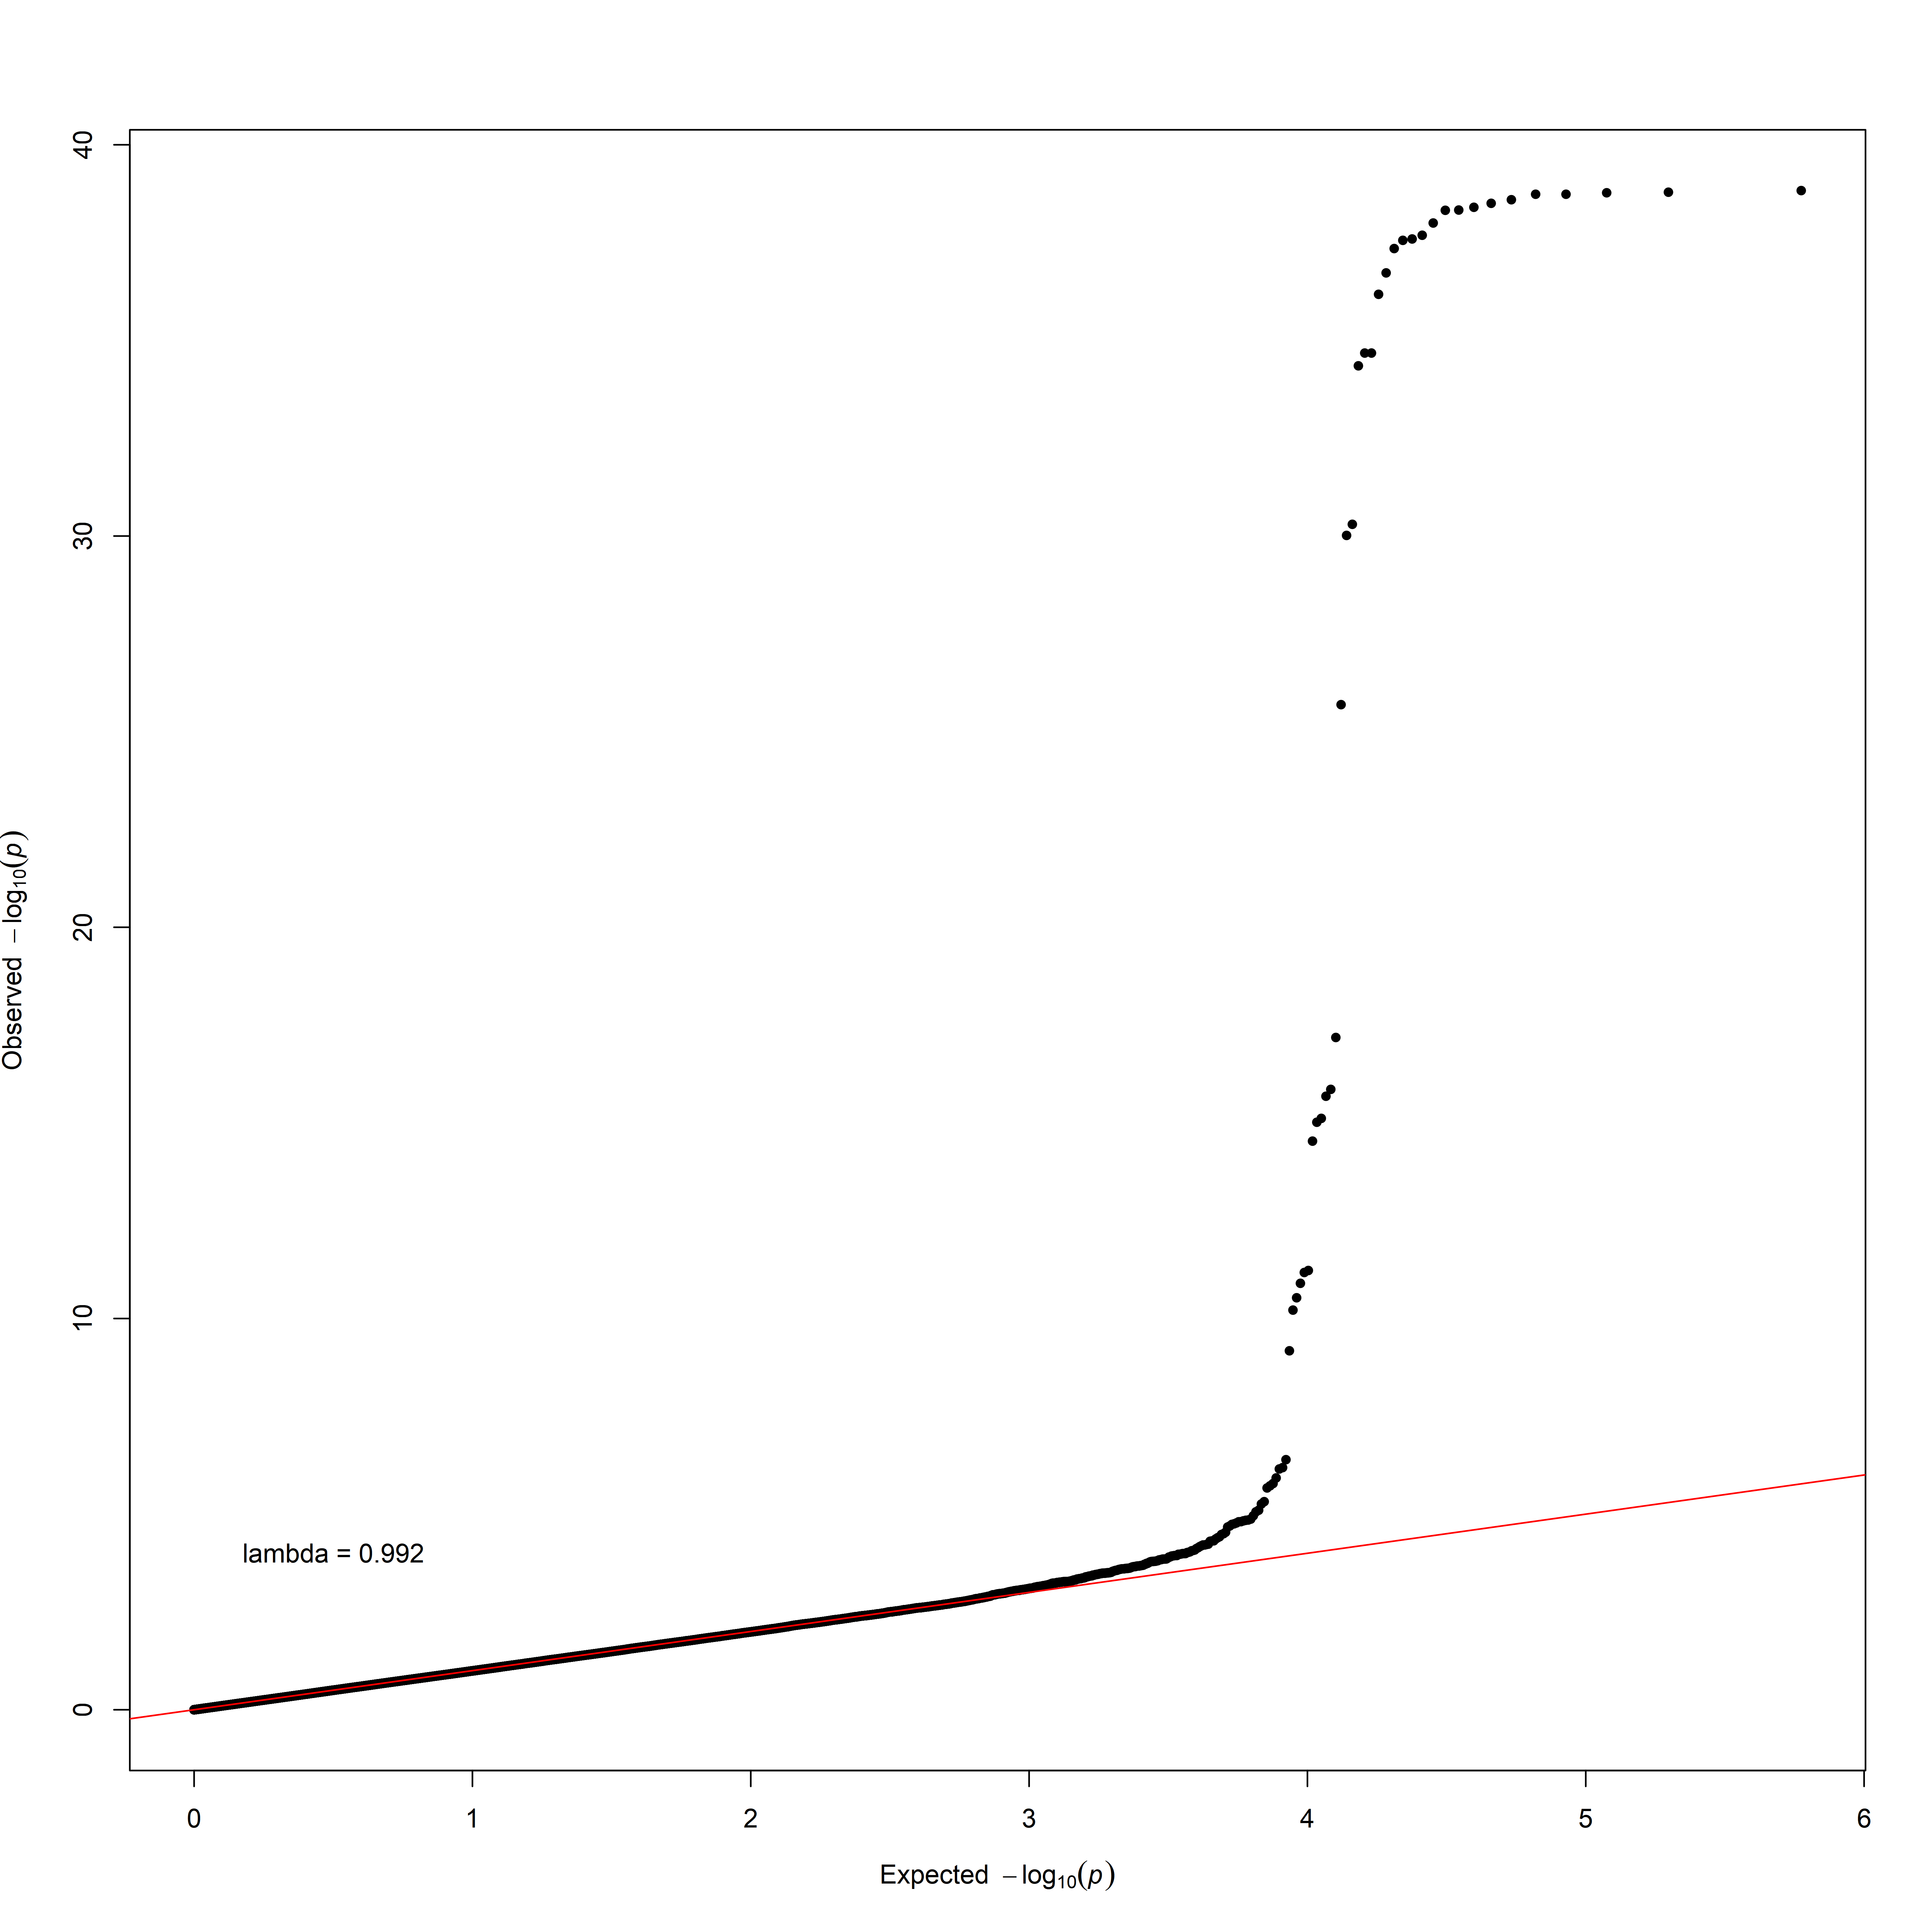 40
30
20
10
0
Observed −log10(p)
lambda = 0.992
0 1 2 3 4 5 6
Expected −log10(p)